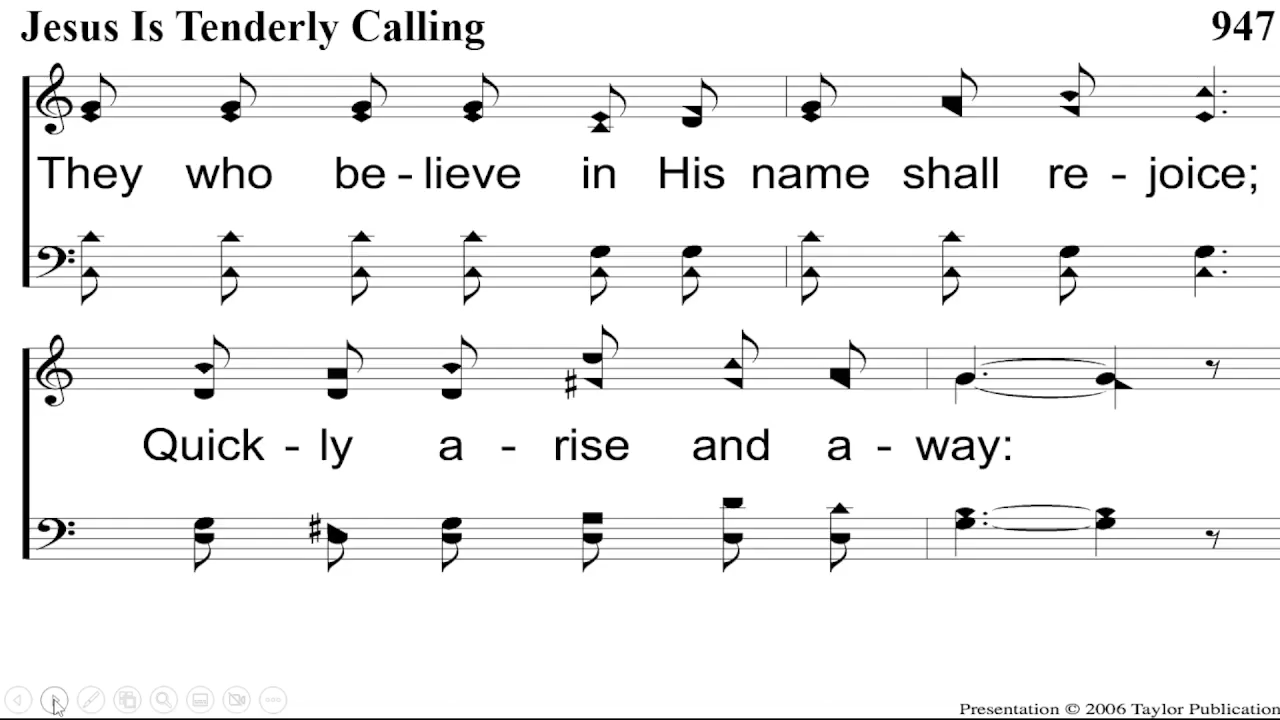 Jesus Is Tenderly Calling 947
They who be - lieve in His name shall re - joice;
Quick - ly a - rise and a - way:
Presentation © 2006 Taylor Publication